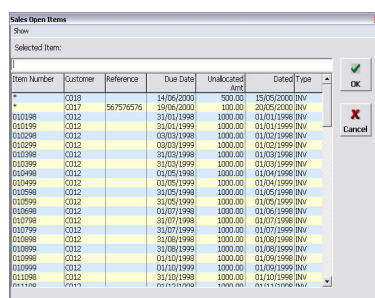 Sales Open Items
Show
Selected Item:
Item Number Customer Reference Due Date Unallocated Amt Dated Type
* C018 14/06/2000 500.00 15/05/2000 INV
* C017 567576576 19/06/2000 100.00 20/05/2000 INV
010198 C012 31/01/1998 1000.00 01/01/1998 INV
010199 C012 31/01/1999 1000.00 01/01/1999 INV
010298 C012 03/03/1998 1000.00 01/02/1998 INV
010299 C012 03/03/1999 1000.00 01/02/1999 INV
010398 C012 31/03/1998 1000.00 01/03/1998 INV
010399 C012 31/03/1999 1000.00 01/03/1999 INV
010498 C012 01/05/1998 1000.00 01/04/1998 INV
010499 C012 01/05/1999 1000.00 01/04/1999 INV
010598 C012 31/05/1998 1000.00 01/05/1998 INV
010599 C012 31/05/1999 1000.00 01/05/1999 INV
010698 C012 01/07/1998 1000.00 01/06/1998 INV
010798 C012 31/07/1998 1000.00 01/07/1998 INV
010799 C012 31/07/1999 1000.00 01/07/1999 INV
010898 C012 31/08/1998 1000.00 01/08/1998 INV
010899 C012 31/08/1999 1000.00 01/08/1999 INV
010998 C012 01/10/1998 1000.00 01/09/1998 INV
010999 C012 01/10/1999 1000.00 01/09/1999 INV
011098 C012 31/10/1998 1000.00 01/10/1998 INV
011198 C012 01/12/1998 1000.00 01/11/1998 INV
OK
Cancel